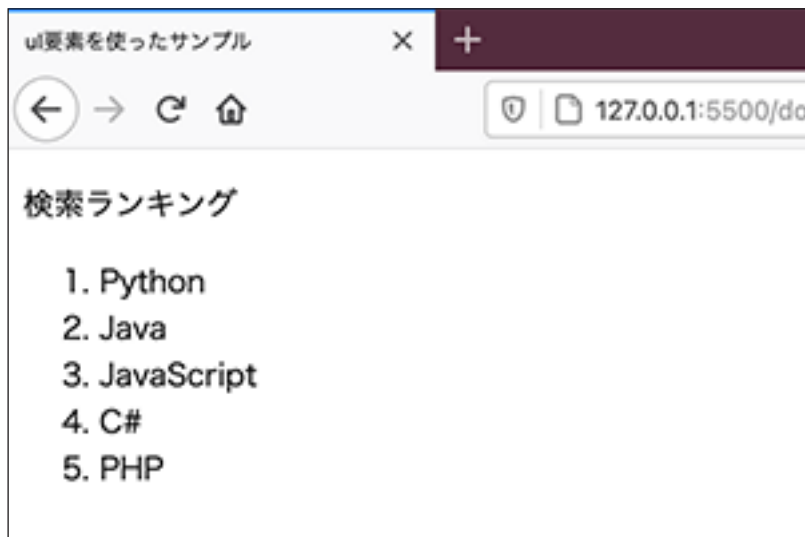 ul要素を使ったサンプル
127.0.0.1:5500/do
検索ランキング
1. Python
2. Java
3. JavaScript
4. C#
5. PHP